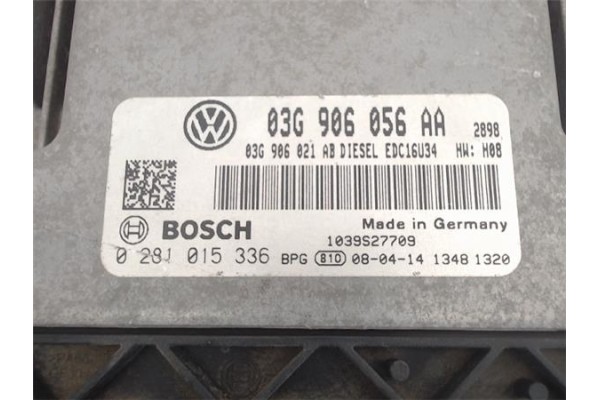 03G 906 056 AA 2898
03G 906 021 AB DIESEL EDC16U34 HW: H08
BOSCH Made in Germany
1039S27709
0 281 015 336 BPG 810 08-04-14 1348 1320